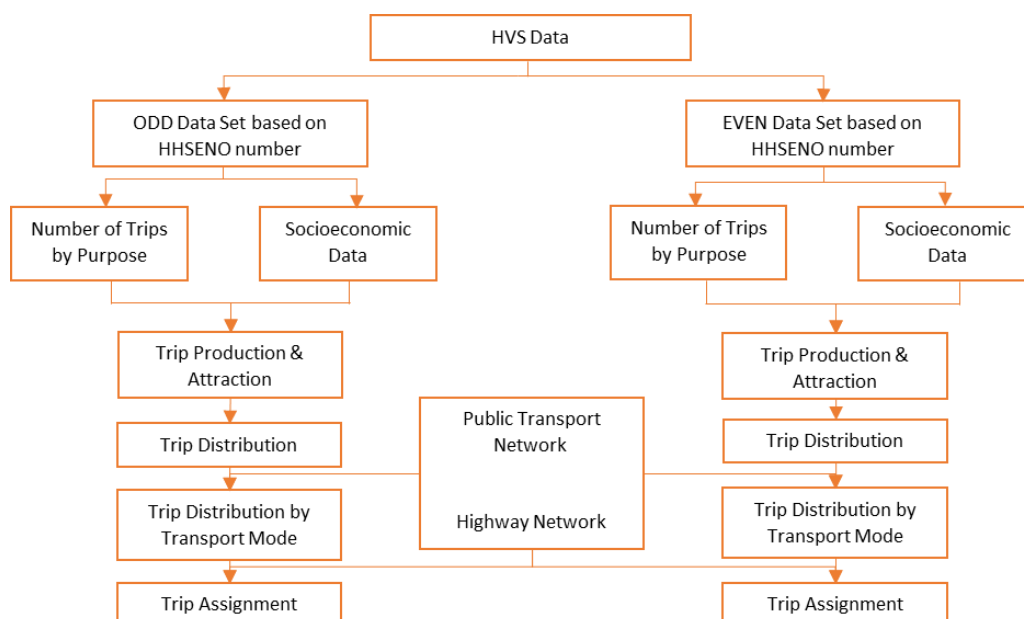 HVS Data
ODD Data Set based on
HHSENO number
EVEN Data Set based on
HHSENO number
Number of Trips
by Purpose
Socioeconomic
Data
Number of Trips
by Purpose
Socioeconomic
Data
Trip Production &
Attraction
Trip Production &
Attraction
Public Transport
Network
Highway Network
Trip Distribution
Trip Distribution
Trip Distribution by
Transport Mode
Trip Distribution by
Transport Mode
Trip Assignment
Trip Assignment